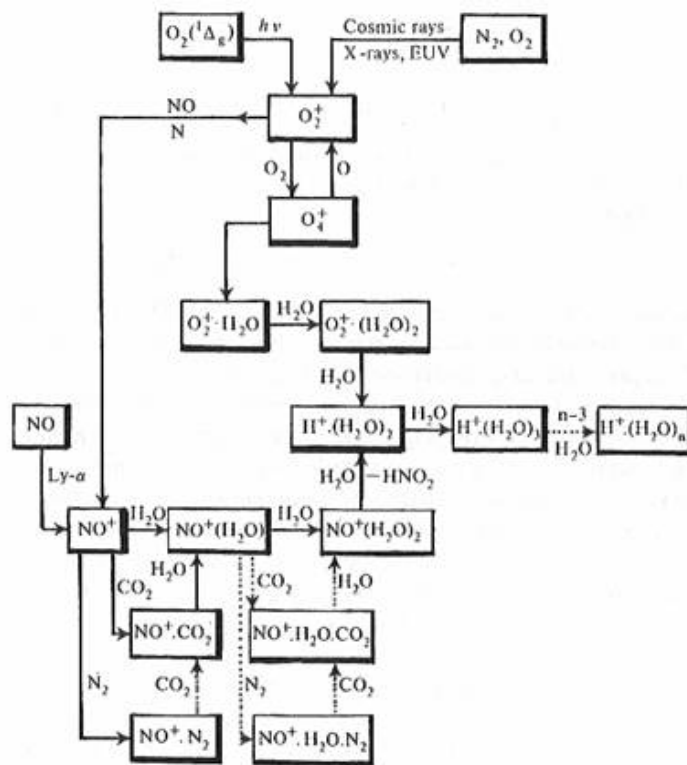 O₂(¹Δg) hν Cosmic rays N₂, O₂
X-rays, EUV
NO O₂⁺
N
O₂ O
O₄⁺
O₂⁺·H₂O H₂O O₂⁺·(H₂O)₂
H₂O
NO H⁺.(H₂O)₂ H₂O H⁺.(H₂O)₃ n–3 H⁺.(H₂O)ₙ
H₂O
Ly-α H₂O –HNO₂
NO⁺ H₂O NO⁺(H₂O) H₂O NO⁺(H₂O)₂
CO₂ H₂O CO₂ H₂O
NO⁺.CO₂ NO⁺.H₂O.CO₂
N₂ CO₂ N₂ CO₂
NO⁺.N₂ NO⁺.H₂O.N₂